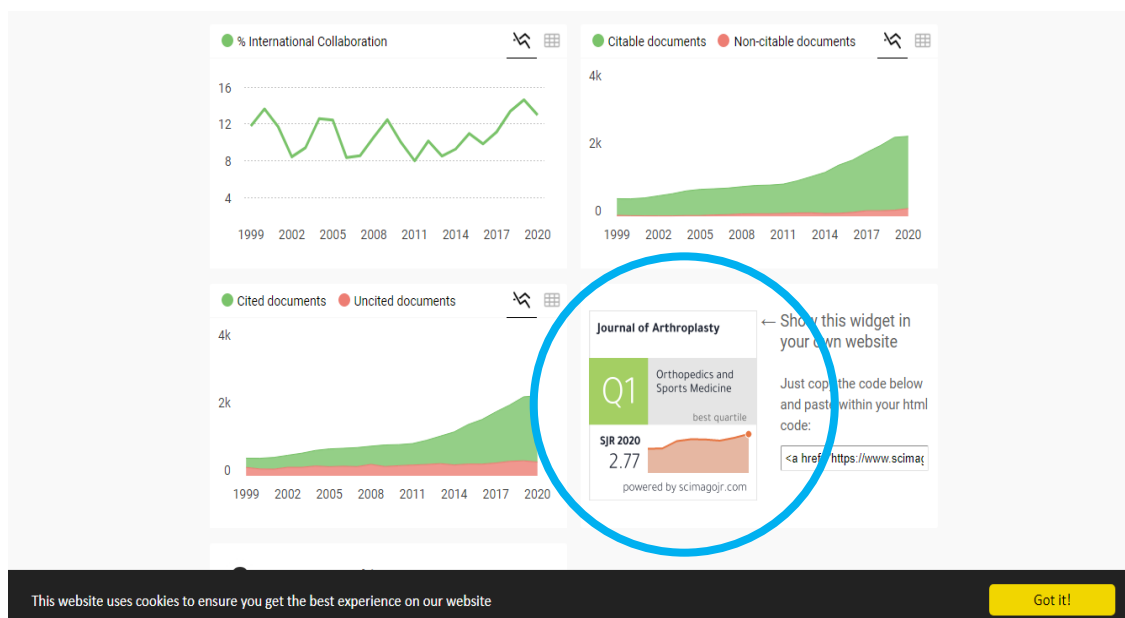 % International Collaboration
16
12
8
4
1999 2002 2005 2008 2011 2014 2017 2020
Citable documents Non-citable documents
4k
2k
0
1999 2002 2005 2008 2011 2014 2017 2020
Cited documents Uncited documents
4k
2k
0
1999 2002 2005 2008 2011 2014 2017 2020
Journal of Arthroplasty
Q1
Orthopedics and
Sports Medicine
best quartile
SJR 2020
2.77
powered by scimagojr.com
← Show this widget in
your own website
Just copy the code below
and paste within your html
code:
<a href="https://www.scimag
This website uses cookies to ensure you get the best experience on our website
Got it!